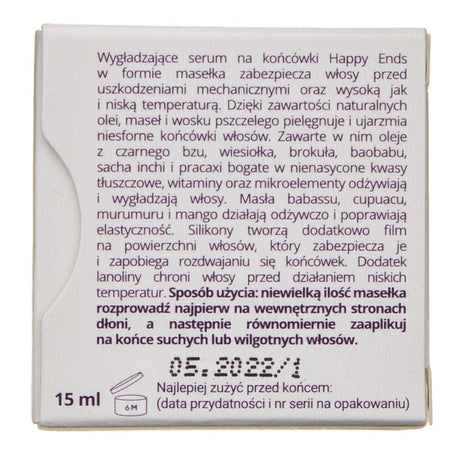 Wygładzające serum na końcówki Happy Ends
w formie masełka zabezpiecza włosy przed
uszkodzeniami mechanicznymi oraz wysoką jak
i niską temperaturą. Dzięki zawartości naturalnych
olei, maseł i wosku pszczelego pielęgnuje i ujarzmia
niesforne końcówki włosów. Zawarte w nim oleje
z czarnego bzu, wiesiołka, brokuła, baobabu,
sacha inchi i pracaxi bogate w nienasycone kwasy
tłuszczowe, witaminy oraz mikroelementy odżywiają
i wygładzają włosy. Masła babassu, cupuacu,
murumuru i mango działają odżywczo i poprawiają
elastyczność. Silikony tworzą dodatkowo film
na powierzchni włosów, który zabezpiecza je
i zapobiega rozdwajaniu się końcówek. Dodatek
lanoliny chroni włosy przed działaniem niskich
temperatur. Sposób użycia: niewielką ilość masełka
rozprowadź najpierw na wewnętrznych stronach
dłoni, a następnie równomiernie zaaplikuj
na końce suchych lub wilgotnych włosów.
05.2022/1
15 ml 6 M Najlepiej zużyć przed końcem:
(data przydatności i nr serii na opakowaniu)